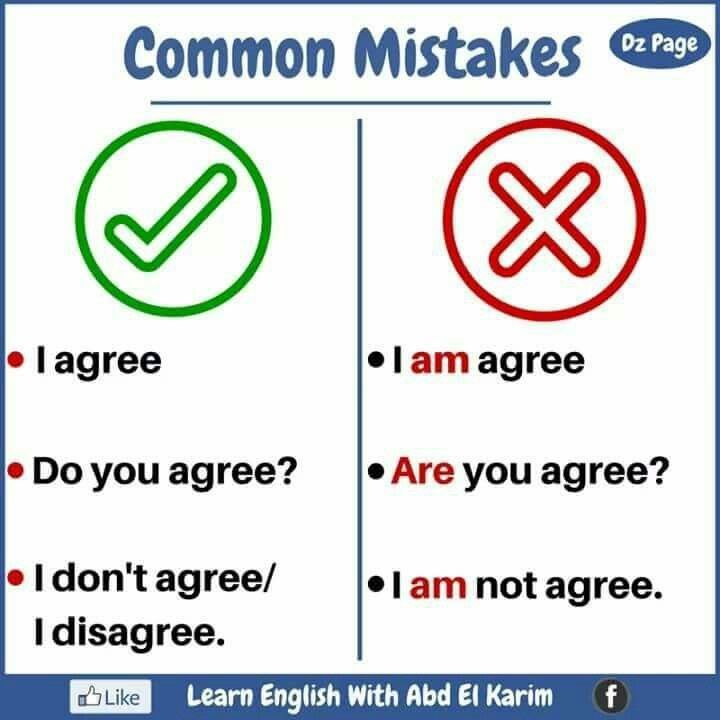 Common Mistakes
Dz Page
• I agree
• Do you agree?
• I don't agree/
I disagree.
• I am agree
• Are you agree?
• I am not agree.
Like
Learn English With Abd El Karim
f